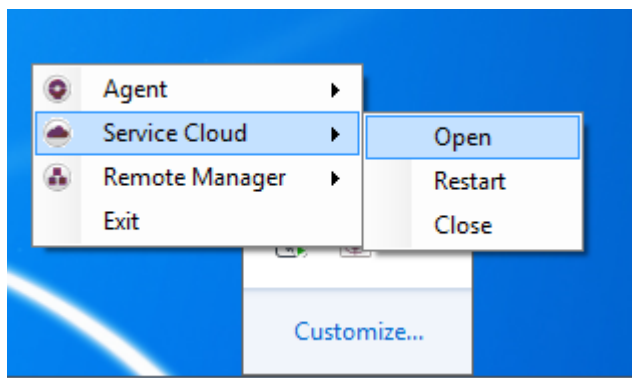 Agent
Service Cloud
Remote Manager
Exit
Open
Restart
Close
Customize...